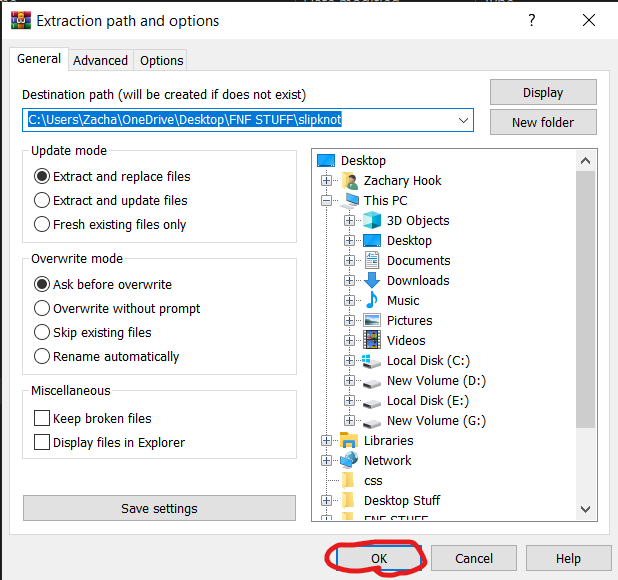 Extraction path and options
General
Advanced
Options
Destination path (will be created if does not exist)
C:\Users\Zacha\OneDrive\Desktop\FNF STUFF\slipknot
Display
New folder
Update mode
Extract and replace files
Extract and update files
Fresh existing files only
Overwrite mode
Ask before overwrite
Overwrite without prompt
Skip existing files
Rename automatically
Miscellaneous
Keep broken files
Display files in Explorer
Save settings
Desktop
Zachary Hook
This PC
3D Objects
Desktop
Documents
Downloads
Music
Pictures
Videos
Local Disk (C:)
New Volume (D:)
Local Disk (E:)
New Volume (G:)
Libraries
Network
css
Desktop Stuff
FNF STUFF
OK
Cancel
Help